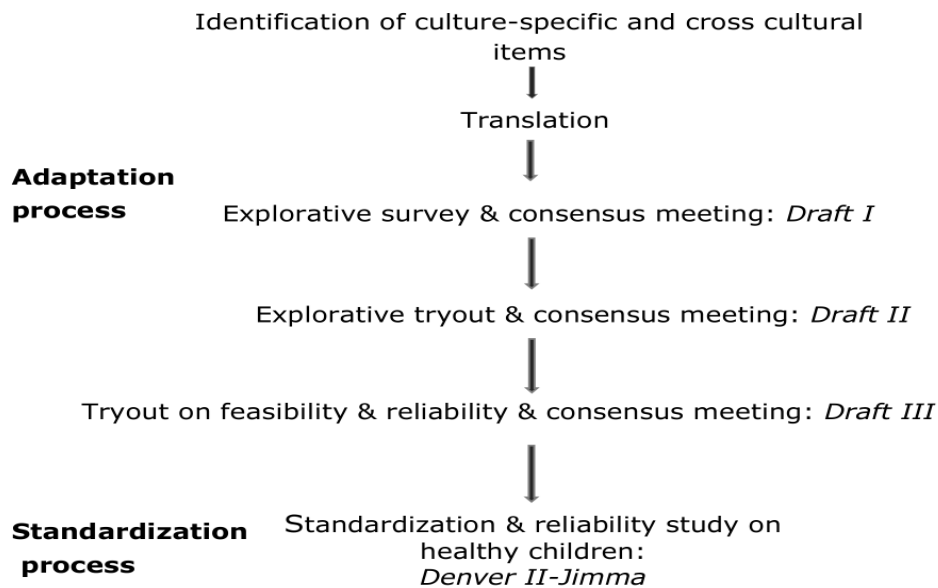 Identification of culture-specific and cross cultural
items
Translation
Adaptation
process
Explorative survey & consensus meeting: Draft I
Explorative tryout & consensus meeting: Draft II
Tryout on feasibility & reliability & consensus meeting: Draft III
Standardization
process
Standardization & reliability study on
healthy children:
Denver II-Jimma